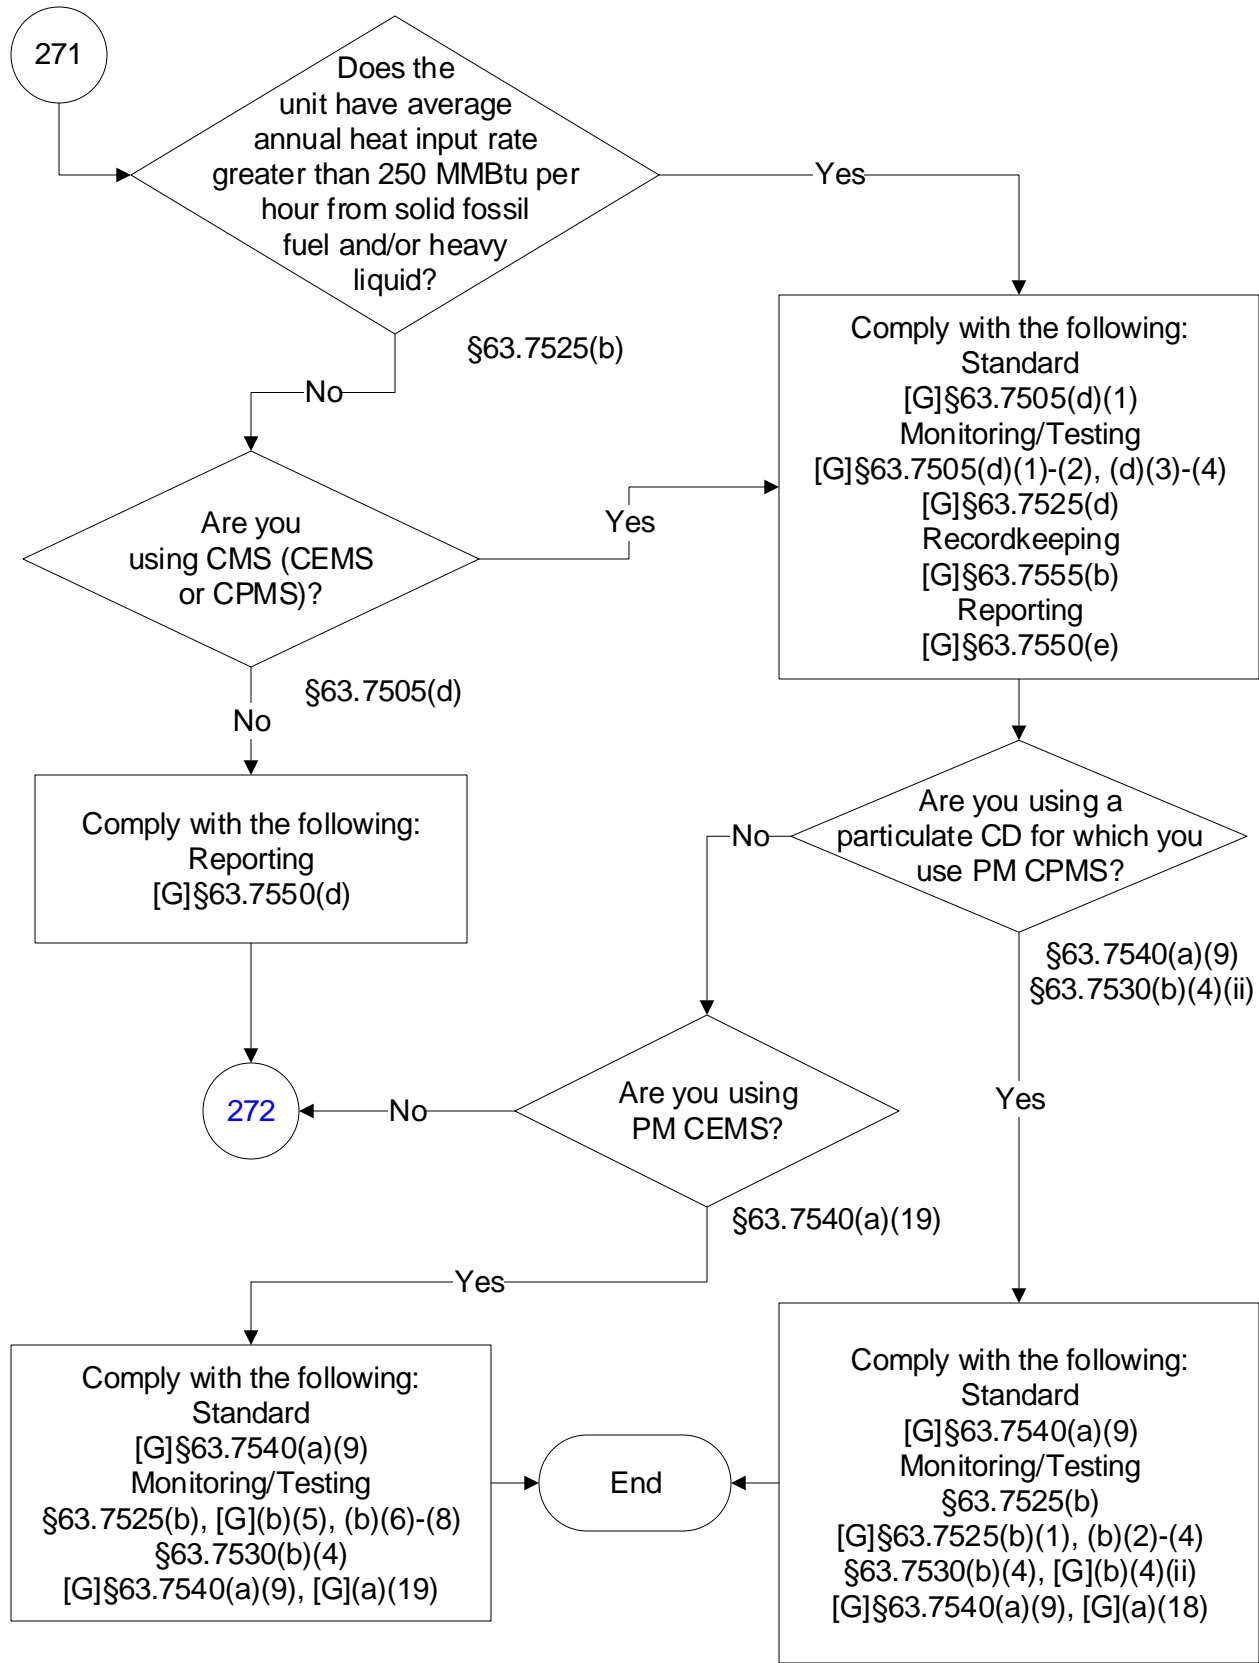 271
Does the
unit have average
annual heat input rate
greater than 250 MMBtu per
hour from solid fossil
fuel and/or heavy
liquid?
Yes
§63.7525(b)
No
Comply with the following:
Standard
[G]§63.7505(d)(1)
Monitoring/Testing
[G]§63.7505(d)(1)-(2), (d)(3)-(4)
[G]§63.7525(d)
Recordkeeping
[G]§63.7555(b)
Reporting
[G]§63.7550(e)
Are you
using CMS (CEMS
or CPMS)?
Yes
§63.7505(d)
No
Comply with the following:
Reporting
[G]§63.7550(d)
Are you using a
particulate CD for which you
use PM CPMS?
No
§63.7540(a)(9)
§63.7530(b)(4)(ii)
Yes
Are you using
PM CEMS?
No
272
§63.7540(a)(19)
Yes
Comply with the following:
Standard
[G]§63.7540(a)(9)
Monitoring/Testing
§63.7525(b), [G](b)(5), (b)(6)-(8)
§63.7530(b)(4)
[G]§63.7540(a)(9), [G](a)(19)
End
Comply with the following:
Standard
[G]§63.7540(a)(9)
Monitoring/Testing
§63.7525(b)
[G]§63.7525(b)(1), (b)(2)-(4)
§63.7530(b)(4), [G](b)(4)(ii)
[G]§63.7540(a)(9), [G](a)(18)